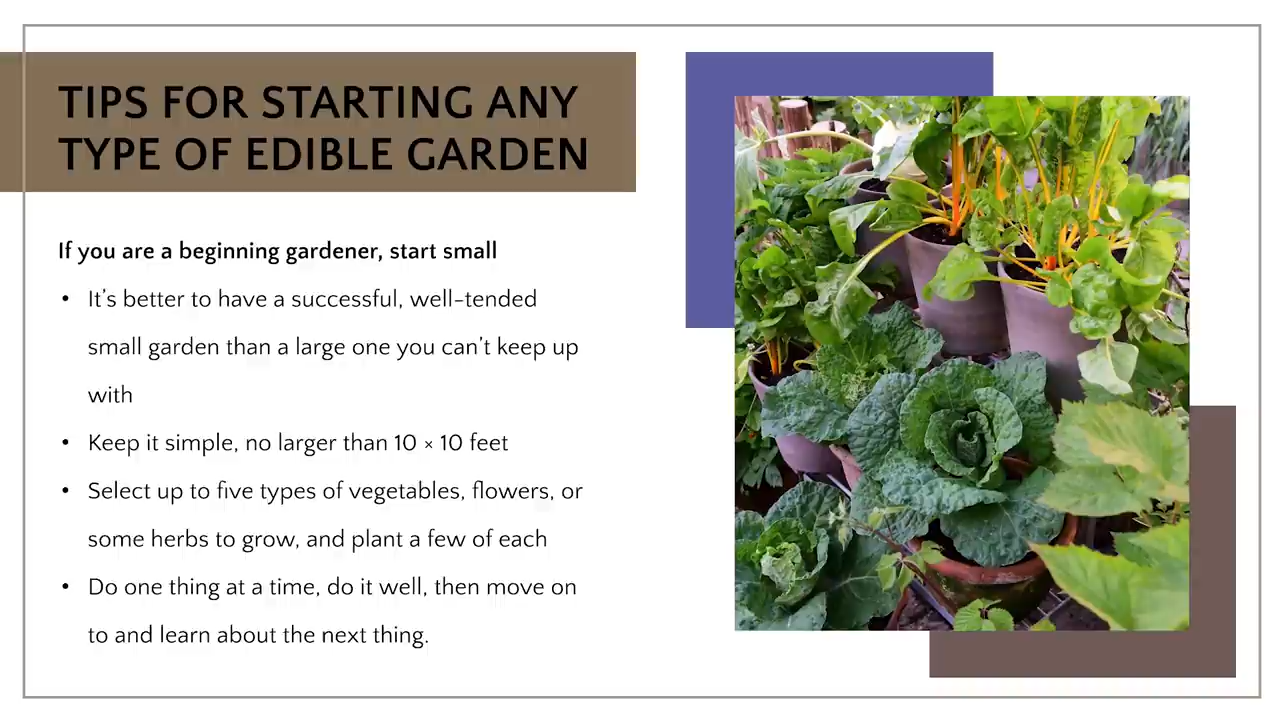 TIPS FOR STARTING ANY
TYPE OF EDIBLE GARDEN
If you are a beginning gardener, start small
• It’s better to have a successful, well-tended
small garden than a large one you can’t keep up
with
• Keep it simple, no larger than 10 × 10 feet
• Select up to five types of vegetables, flowers, or
some herbs to grow, and plant a few of each
• Do one thing at a time, do it well, then move on
to and learn about the next thing.